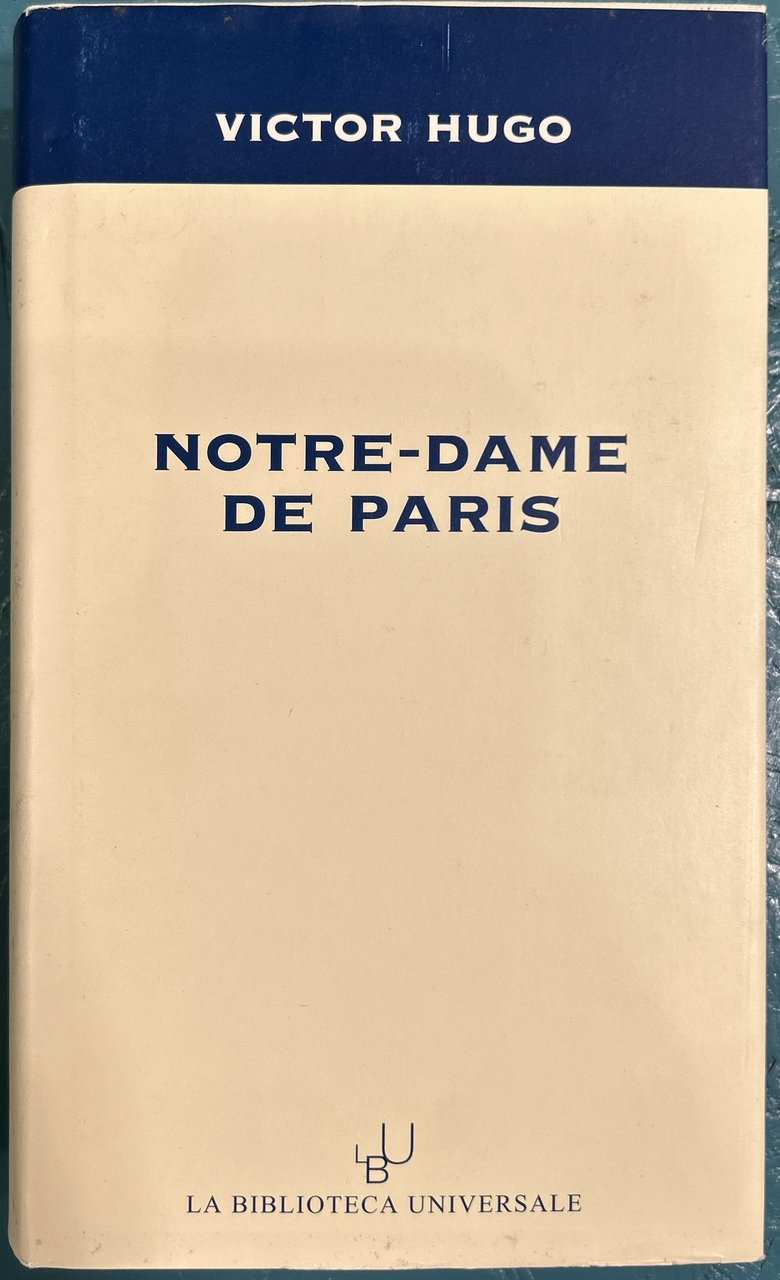 VICTOR HUGO
NOTRE-DAME
DE PARIS
LBU
LA BIBLIOTECA UNIVERSALE